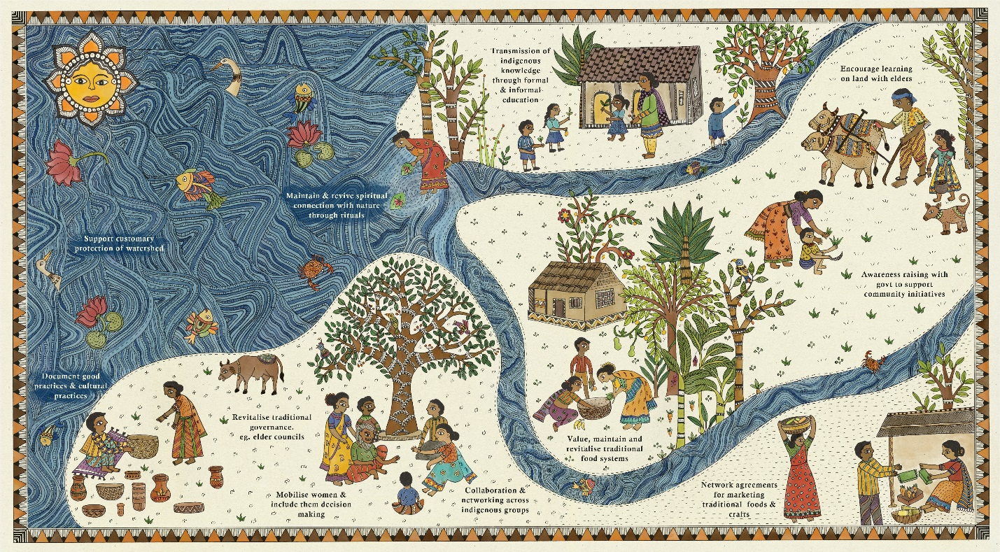 Transmission of
indigenous
knowledge
through formal
& informal
education
Encourage learning
on land with elders
Maintain & revive spiritual
connection with nature
through rituals
Support customary
protection of watershed
Awareness raising with
govt to support
community initiatives
Document good
practices & cultural
practices
Revitalise traditional
governance.
eg. elder councils
Value, maintain and
revitalise traditional
food systems
Mobilise women &
include them decision
making
Collaboration &
networking across
indigenous groups
Network agreements
for marketing
traditional foods &
crafts